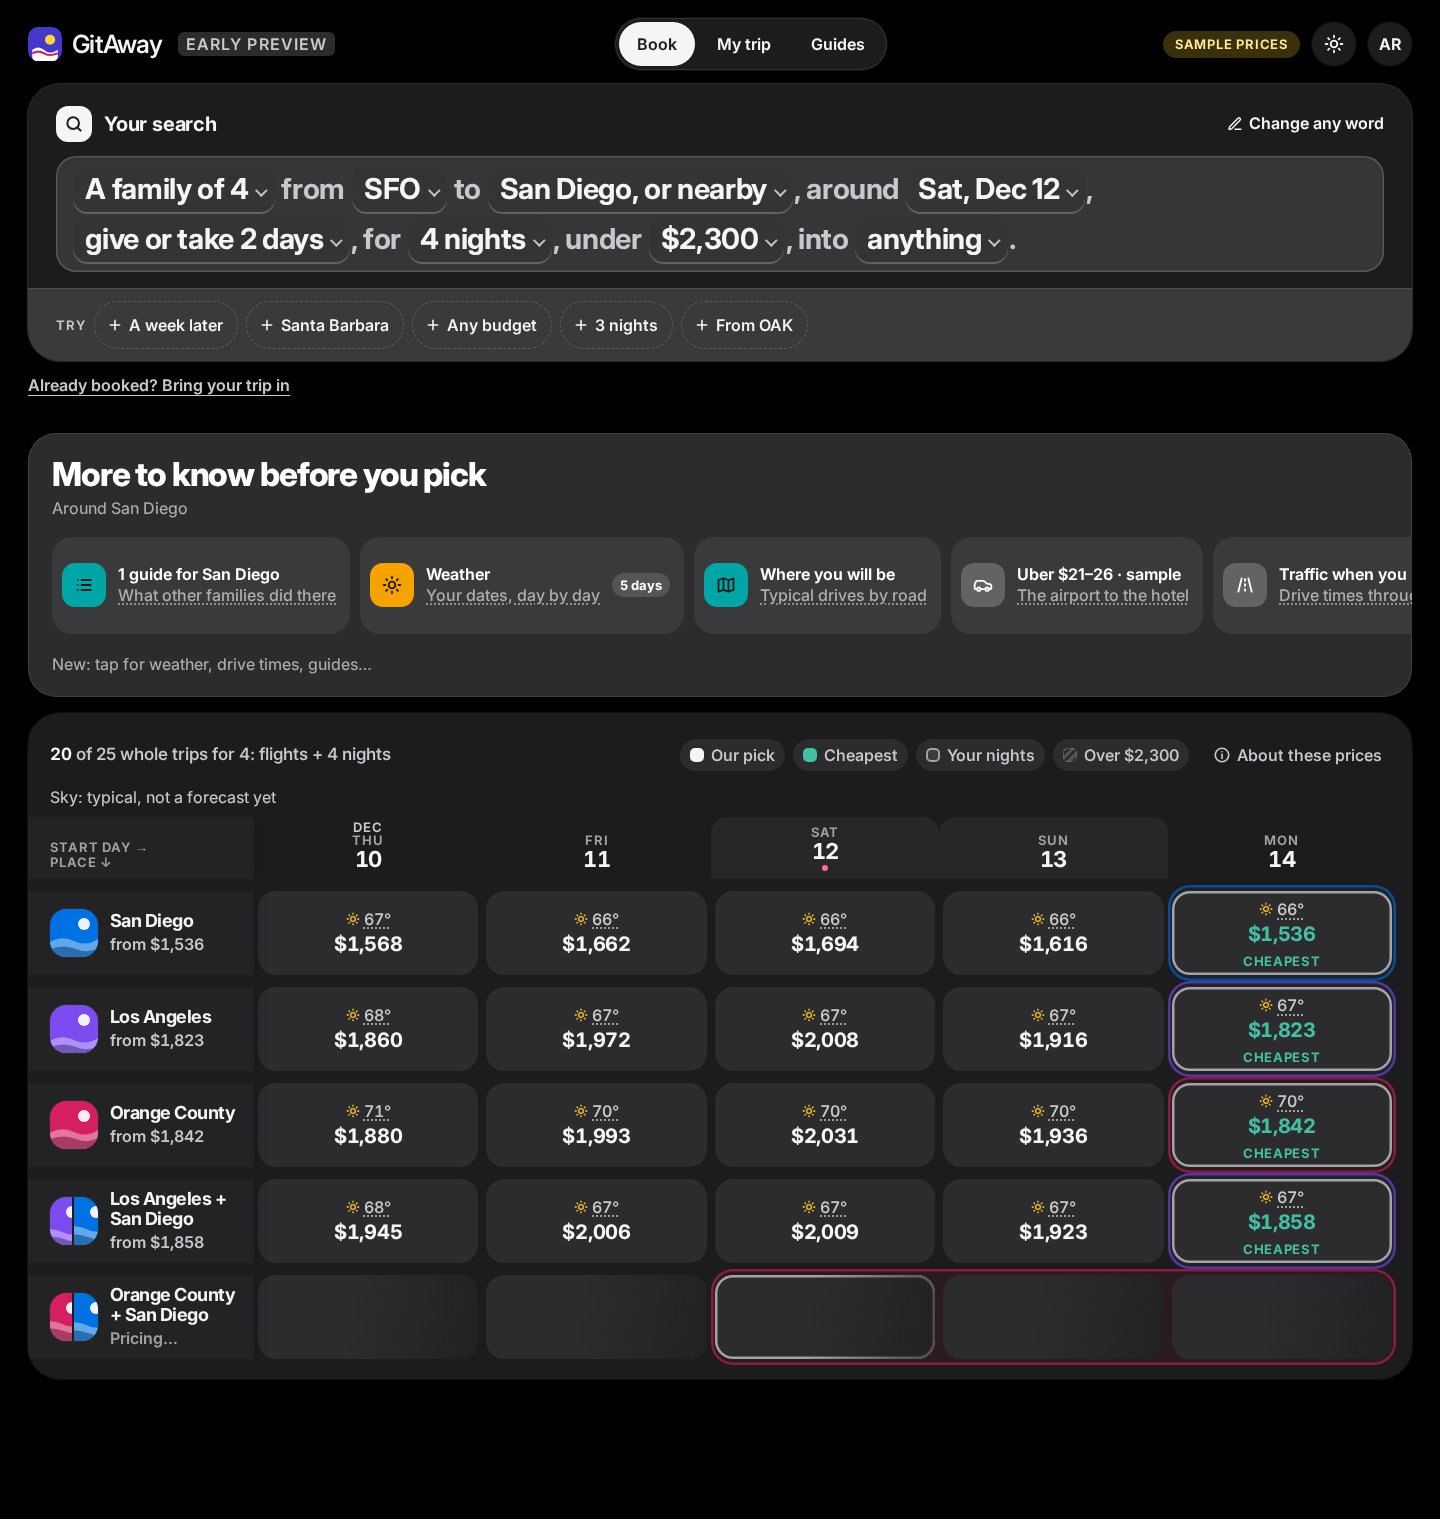 GitAway EARLY PREVIEW
Book My trip Guides
SAMPLE PRICES AR
Your search
Change any word
A family of 4 from SFO to San Diego, or nearby , around Sat, Dec 12 ,
give or take 2 days , for 4 nights , under $2,300 , into anything .
TRY + A week later + Santa Barbara + Any budget + 3 nights + From OAK
Already booked? Bring your trip in
More to know before you pick
Around San Diego
1 guide for San Diego
What other families did there
Weather
Your dates, day by day
5 days
Where you will be
Typical drives by road
Uber $21–26 · sample
The airport to the hotel
Traffic when you
Drive times
New: tap for weather, drive times, guides...
20 of 25 whole trips for 4: flights + 4 nights
Our pick Cheapest Your nights Over $2,300 About these prices
Sky: typical, not a forecast yet
START DAY →
PLACE ↓
DEC
THU
10
FRI
11
SAT
12
SUN
13
MON
14
San Diego
from $1,536
67°
$1,568
66°
$1,662
66°
$1,694
66°
$1,616
66°
$1,536
CHEAPEST
Los Angeles
from $1,823
68°
$1,860
67°
$1,972
67°
$2,008
67°
$1,916
67°
$1,823
CHEAPEST
Orange County
from $1,842
71°
$1,880
70°
$1,993
70°
$2,031
70°
$1,936
70°
$1,842
CHEAPEST
Los Angeles +
San Diego
from $1,858
68°
$1,945
67°
$2,006
67°
$2,009
67°
$1,923
67°
$1,858
CHEAPEST
Orange County
+ San Diego
Pricing...